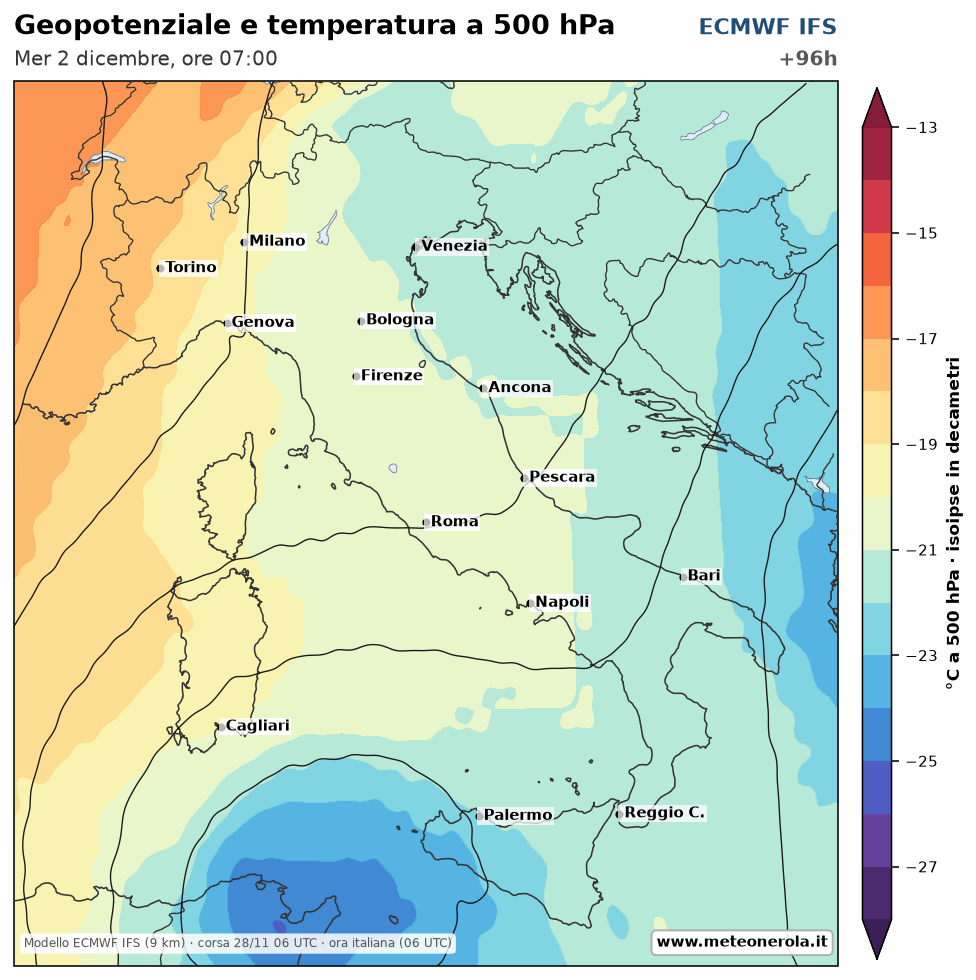 Geopotenziale e temperatura a 500 hPa
ECMWF IFS
Mer 2 dicembre, ore 07:00
+96h
Milano
Venezia
Torino
Genova
Bologna
Firenze
Ancona
Pescara
Roma
Bari
Napoli
Cagliari
Palermo
Reggio C.
−13
−15
−17
−19
−21
−23
−25
−27
°C a 500 hPa · isoipse in decametri
Modello ECMWF IFS (9 km) · corsa 28/11 06 UTC · ora italiana (06 UTC)
www.meteonerola.it